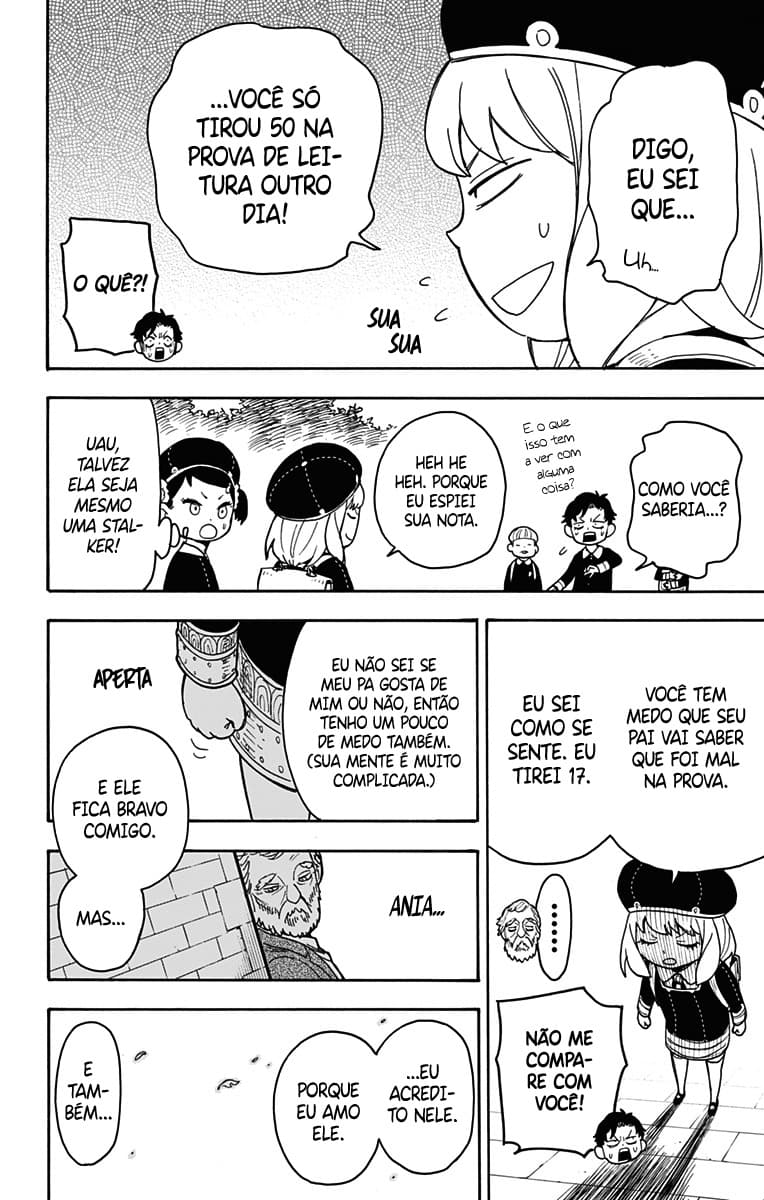 DIGO,
EU SEI
QUE...
Uh...
...VOCÊ SÓ
TIROU 50 NA
PROVA DE LEI-
TURA OUTRO
DIA!
SUA
SUA
O QUÊ?!
COMO VOCÊ
SABERIA...?
E o que
isso tem
a ver com
alguma
coisa?
HEH HE
HEH. PORQUE
EU ESPIEI
SUA NOTA.
UAU,
TALVEZ
ELA SEJA
MESMO
UMA STAL-
KER!
VOCÊ TEM
MEDO QUE SEU
PAI VAI SABER
QUE FOI MAL
NA PROVA.
EU SEI
COMO SE
SENTE. EU
TIREI 17.
......
NÃO ME
COMPA-
RE COM
VOCÊ!
EU NÃO SEI SE
MEU PA GOSTA DE
MIM OU NÃO, ENTÃO
TENHO UM POUCO
DE MEDO TAMBÉM.
(SUA MENTE É MUITO
COMPLICADA.)
APERTA
E ELE
FICA BRAVO
COMIGO.
MAS...
ANIA...
...EU
ACREDI-
TO NELE.
PORQUE
EU AMO
ELE.
E
TAM-
BÉM...